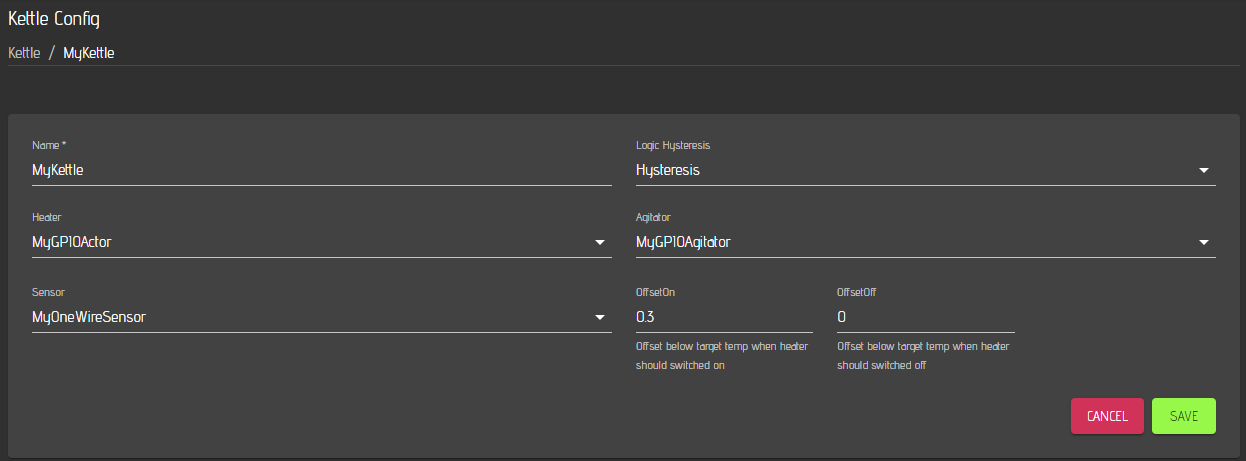 Kettle Config
Kettle / MyKettle
Name *
MyKettle
Logic Hysteresis
Hysteresis
Heater
MyGPIOActor
Agitator
MyGPIOAgitator
Sensor
MyOneWireSensor
OffsetOn
0.3
Offset below target temp when heater
should switched on
OffsetOff
0
Offset below target temp when heater
should switched off
CANCEL
SAVE